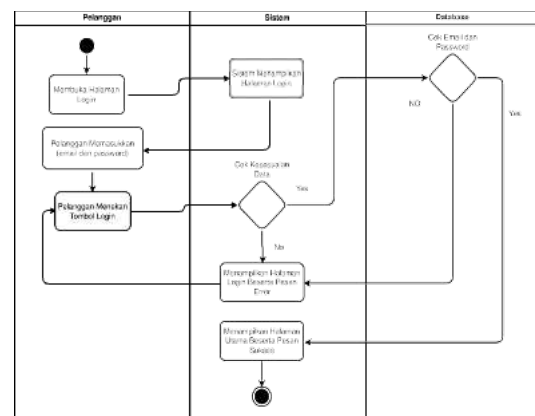 Pelanggan
Sistem
Database
Cek Email dan
Password
Membuka Halaman
Login
Sistem Menampilkan
Halaman Login
NO
Yes
Pelanggan Memasukkan
(email dan password)
Cek Kesesuaian
Data
Yes
Pelanggan Menekan
Tombol Login
No
Menampilkan Halaman
Login Beserta Pesan
Error
Menampilkan Halaman
Utama Beserta Pesan
Sukses